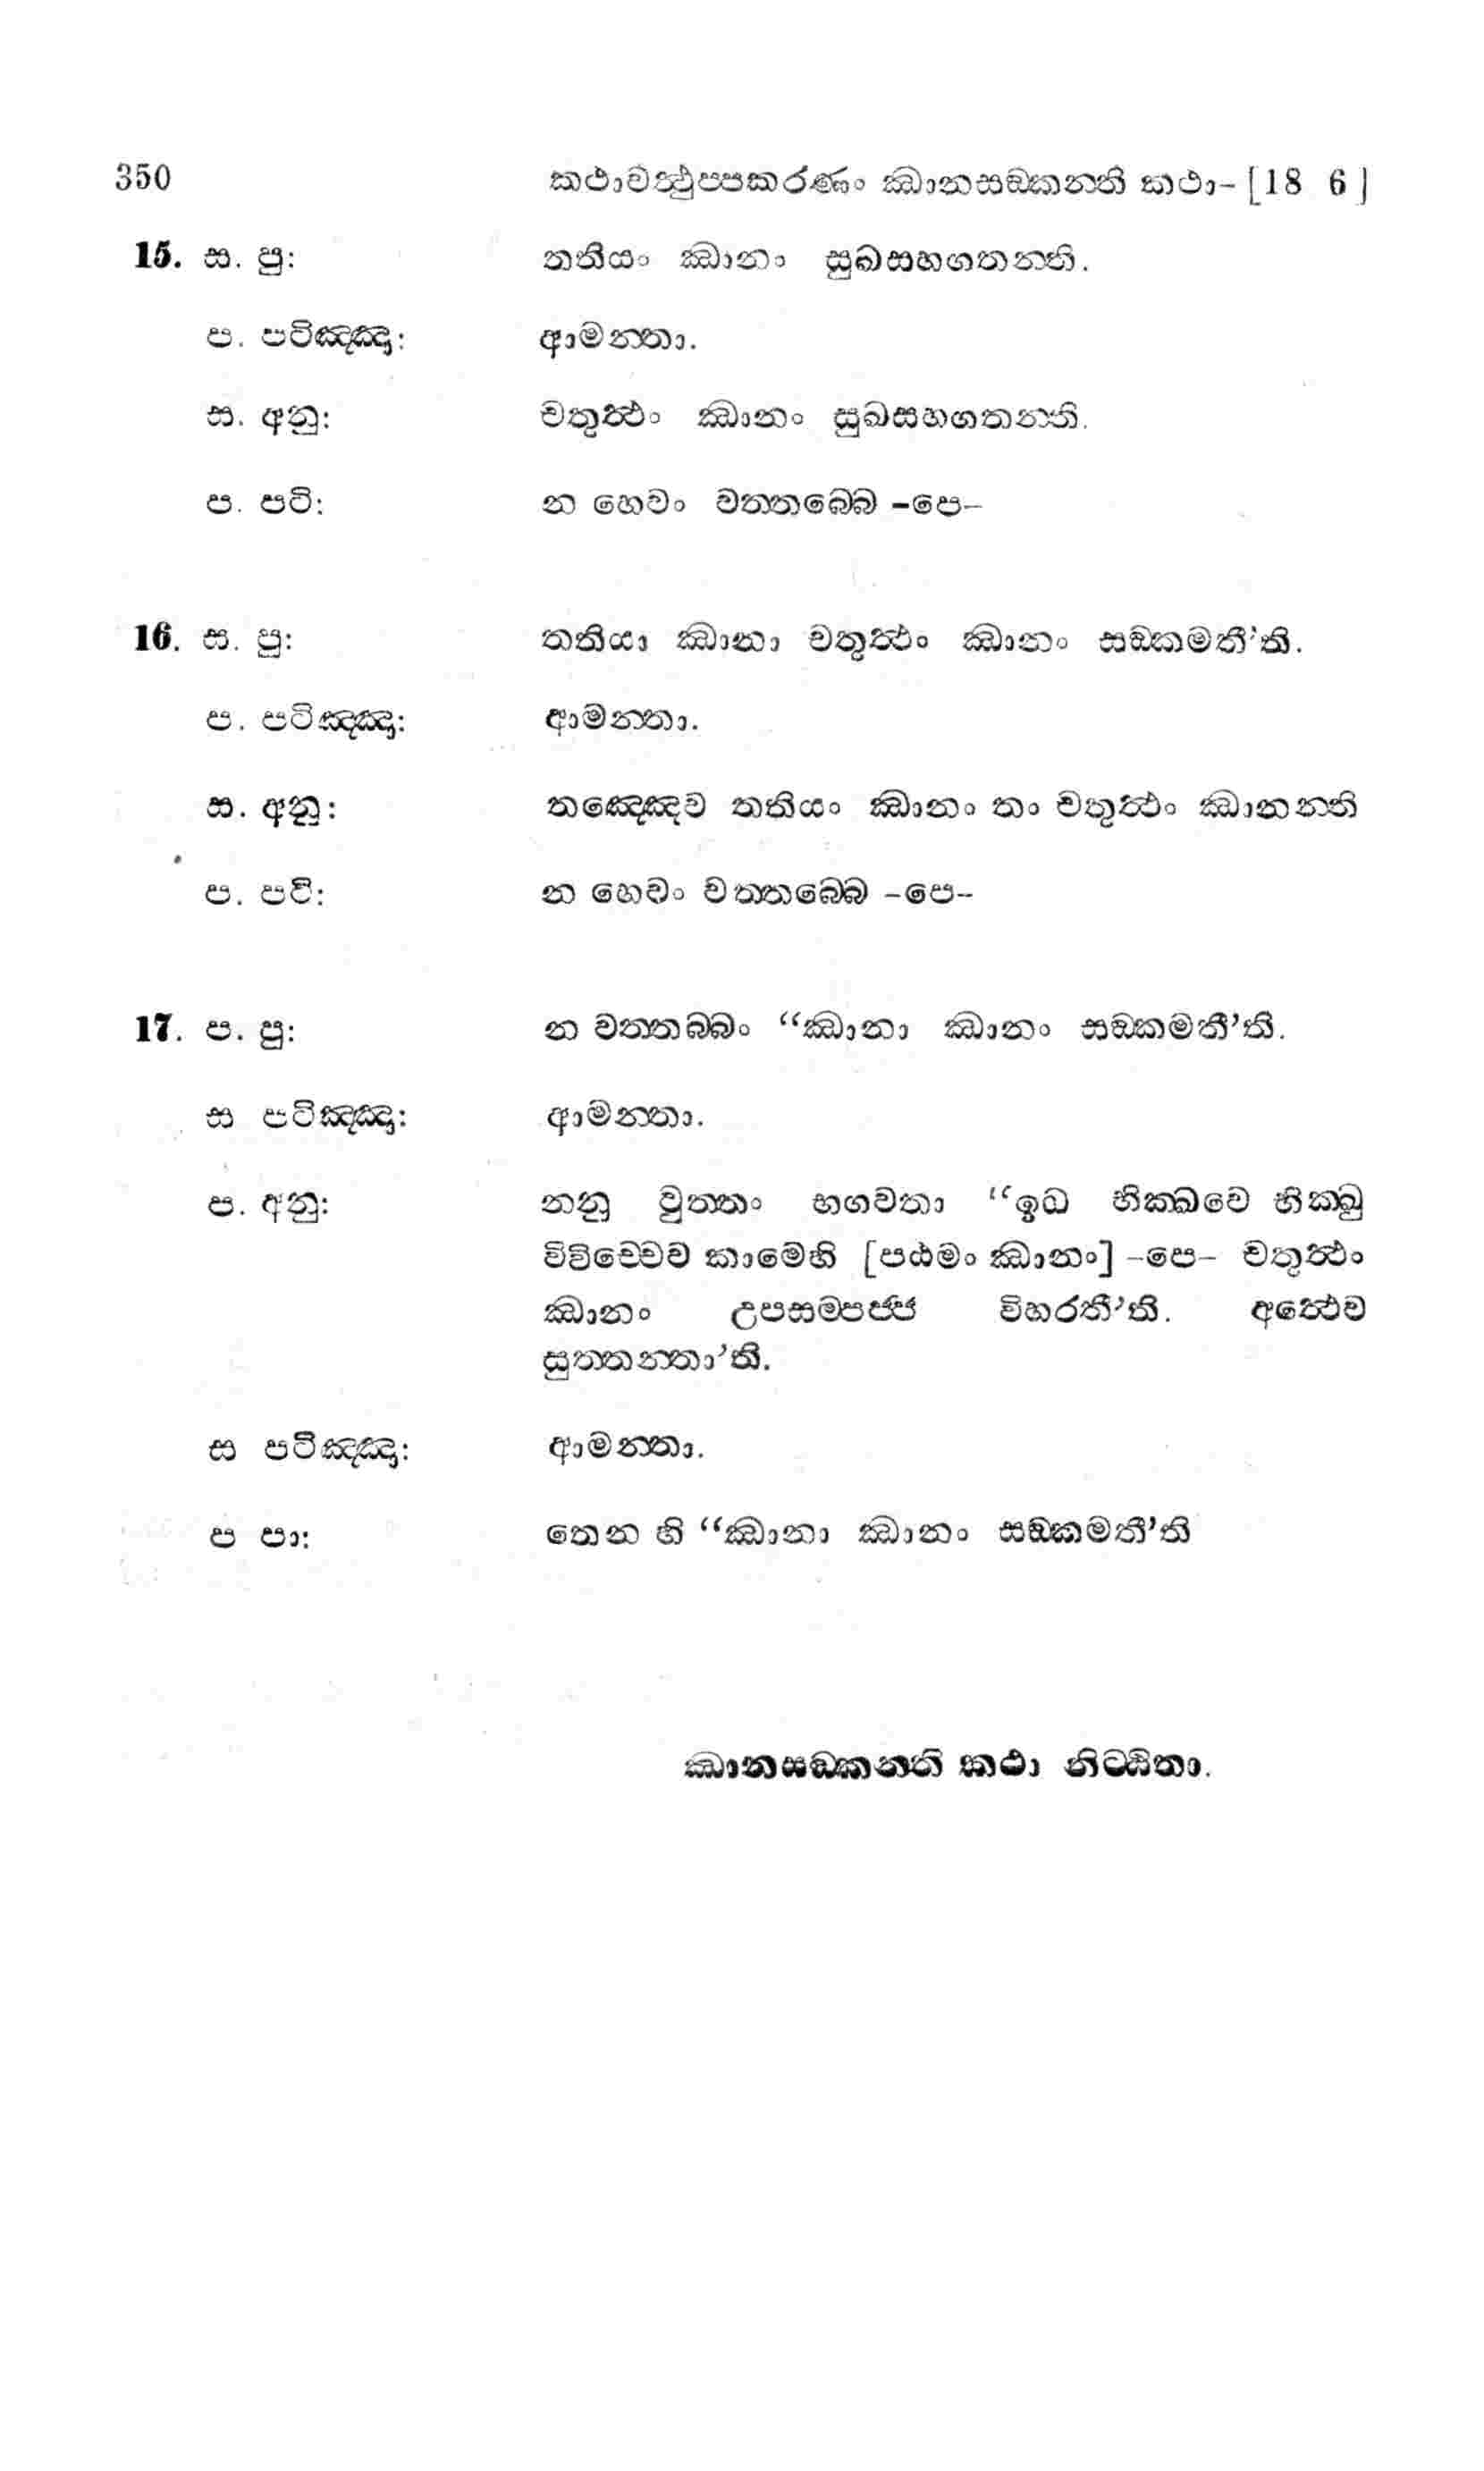 350 කථාවත්‍ථුප්පකරණං ඣානසඞ්කන්ති කථා- [18 6]
15. ස. පු: තතියං ඣානං සුඛසහගතන්ති.
ප. පටිඤ්ඤා: ආමන්තා.
ස. අනු: චතුත්‍ථං ඣානං සුඛසහගතන්ති.
ප. පටි: න හෙවං වත්තබ්බෙ -පෙ-
16. ස. පු: තතියා ඣානා චතුත්‍ථං ඣානං සඞ්කමතී’ති.
ප. පටිඤ්ඤා: ආමන්තා.
ස. අනු: තඤ්ඤෙව තතියං ඣානං තං චතුත්‍ථං ඣානන්ති
ප. පටි: න හෙවං වත්තබ්බෙ -පෙ-
17. ප. පු: න වත්තබ්බං “ඣානා ඣානං සඞ්කමතී’ති.
ස පටිඤ්ඤා: ආමන්තා.
ප. අනු: නනු වුත්තං භගවතා “ඉධ භික්ඛවෙ භික්ඛු
විවිච්චෙව කාමෙහි [පඨමං ඣානං] -පෙ- චතුත්‍ථං
ඣානං උපසම්පජ්ජ විහරතී’ති. අත්‍ථෙව
සුත්තන්තා’ති.
ස පටිඤ්ඤා: ආමන්තා.
ප පා: තෙන හි “ඣානා ඣානං සඞ්කමතී’ති
ඣානසඞ්කන්ති කථා නිට්ඨිතා.